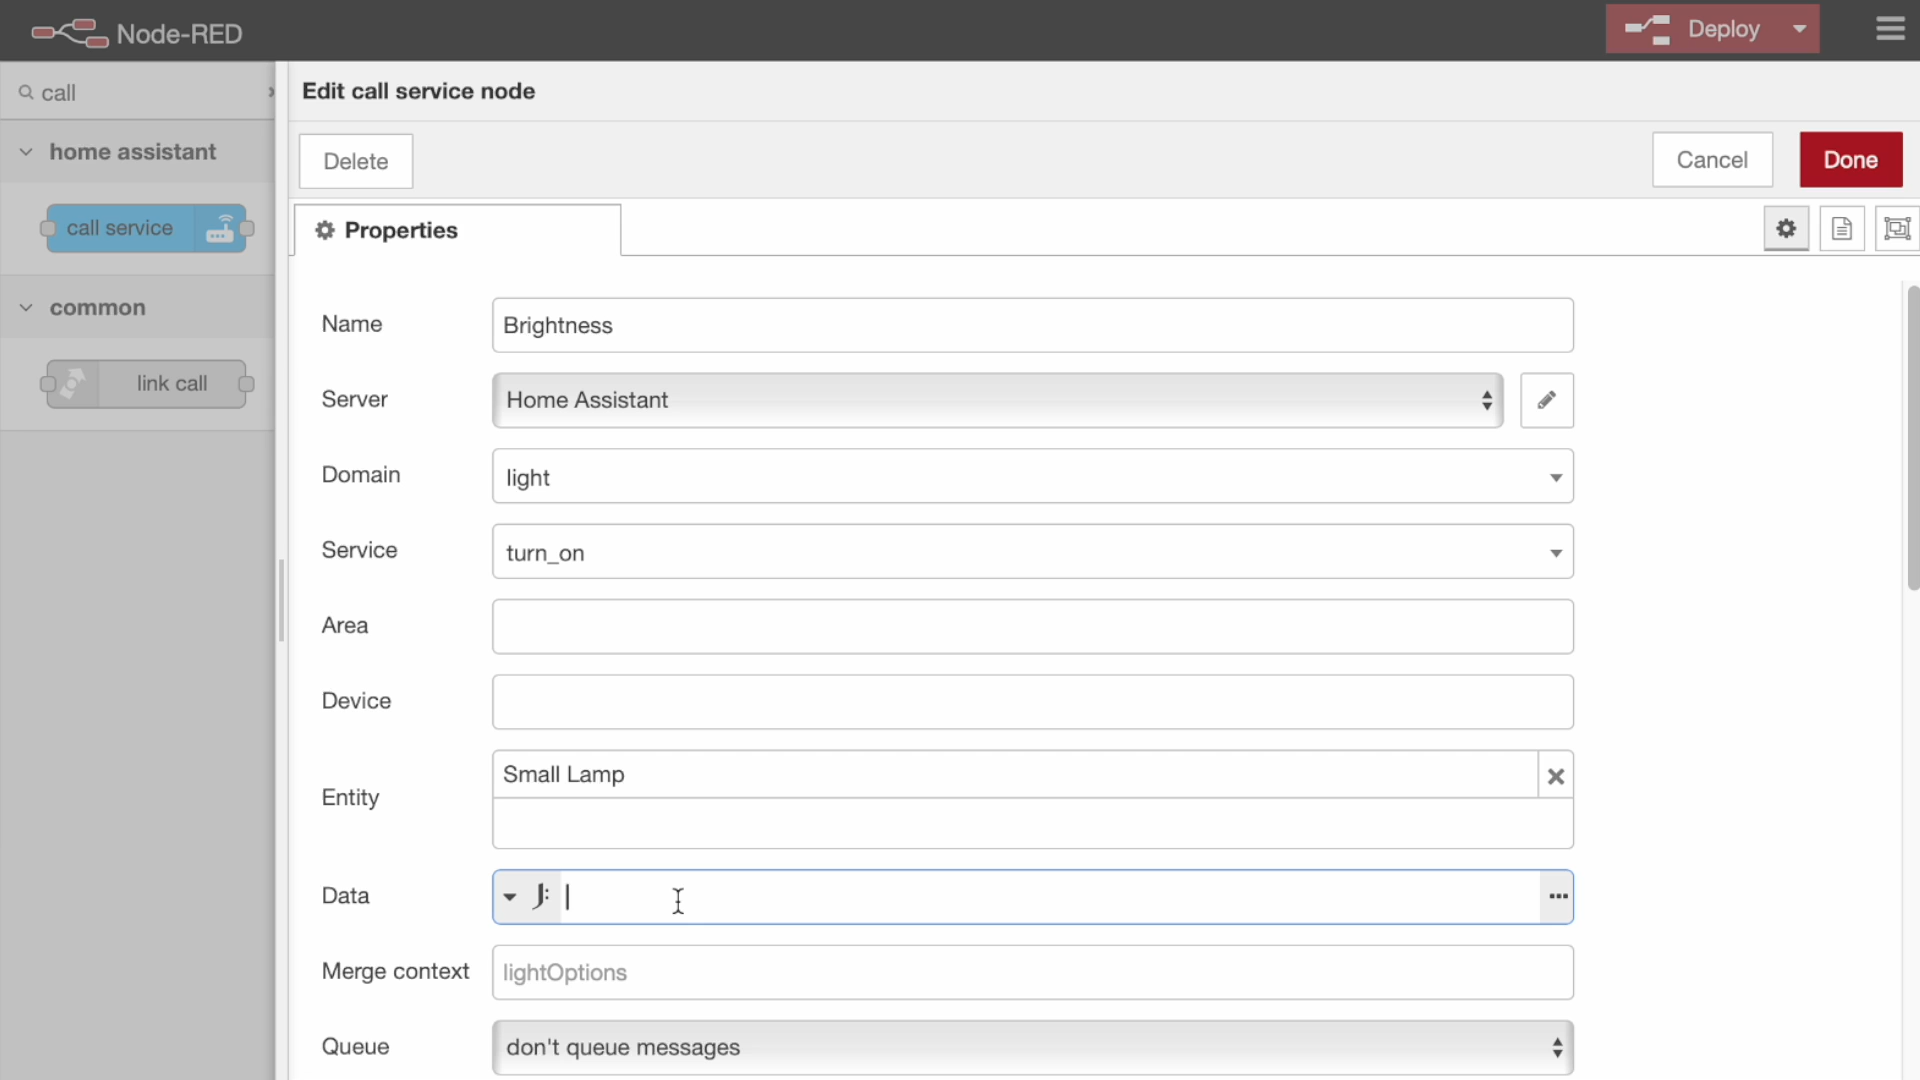 Node-RED
Deploy
call
Edit call service node
home assistant
Delete
Cancel
Done
call service
Properties
common
link call
Name
Brightness
Server
Home Assistant
Domain
light
Service
turn_on
Area
Device
Entity
Small Lamp
Data
J:
Merge context
lightOptions
Queue
don't queue messages